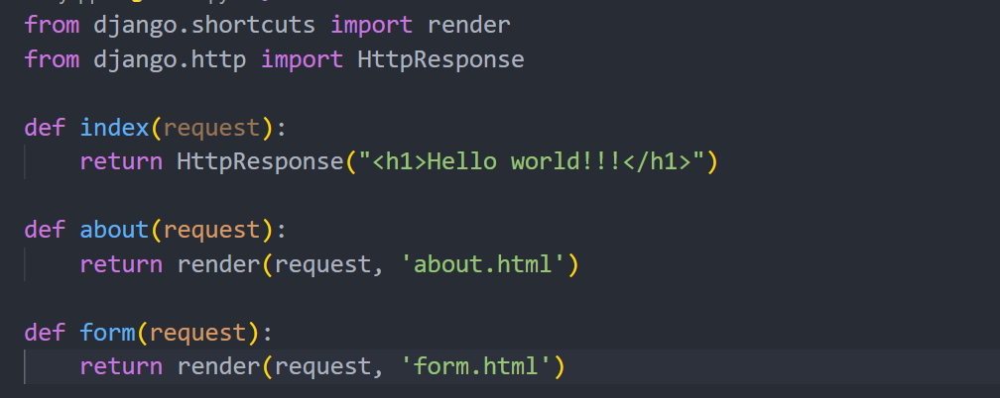 from django.shortcuts import render
from django.http import HttpResponse
def index(request):
return HttpResponse("<h1>Hello world!!!</h1>")
def about(request):
return render(request, 'about.html')
def form(request):
return render(request, 'form.html')